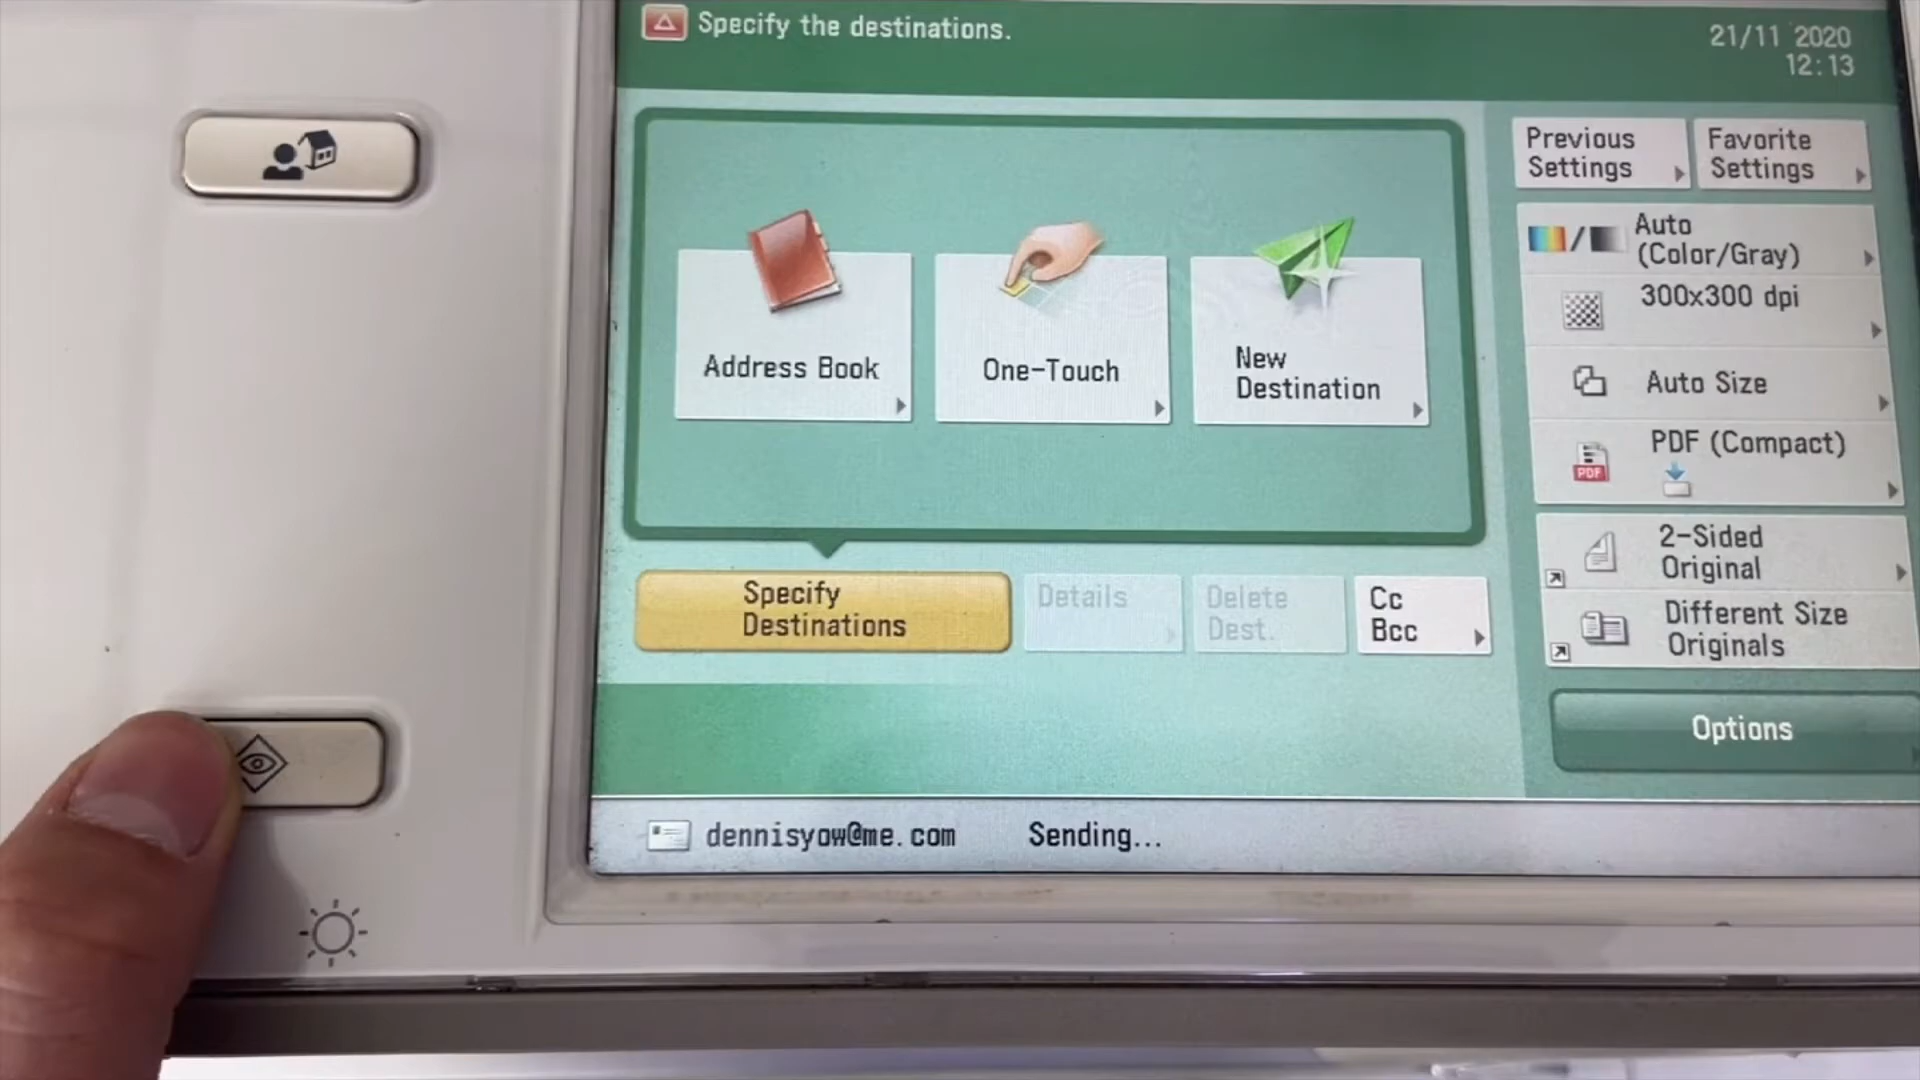 Specify the destinations.
21/11 2020
12:13
Previous
Settings
Favorite
Settings
Auto
(Color/Gray)
300x300 dpi
Auto Size
PDF
PDF (Compact)
2-Sided
Original
Different Size
Originals
Options
Address Book
One-Touch
New
Destination
Specify
Destinations
Details
Delete
Dest.
Cc
Bcc
dennisyow@me.com
Sending...